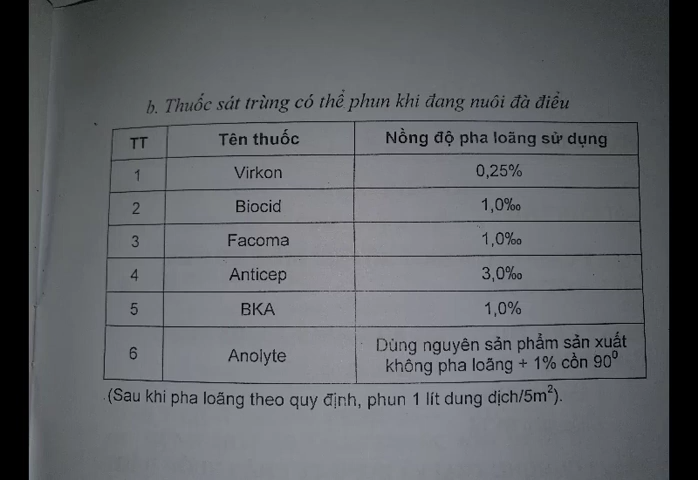 b. Thuốc sát trùng có thể phun khi đang nuôi đà điểu
TT Tên thuốc Nồng độ pha loãng sử dụng
1 Virkon 0,25%
2 Biocid 1,0‰
3 Facoma 1,0‰
4 Anticep 3,0‰
5 BKA 1,0%
6 Anolyte Dùng nguyên sản phẩm sản xuất
không pha loãng + 1% cồn 90⁰
(Sau khi pha loãng theo quy định, phun 1 lít dung dịch/5m²).